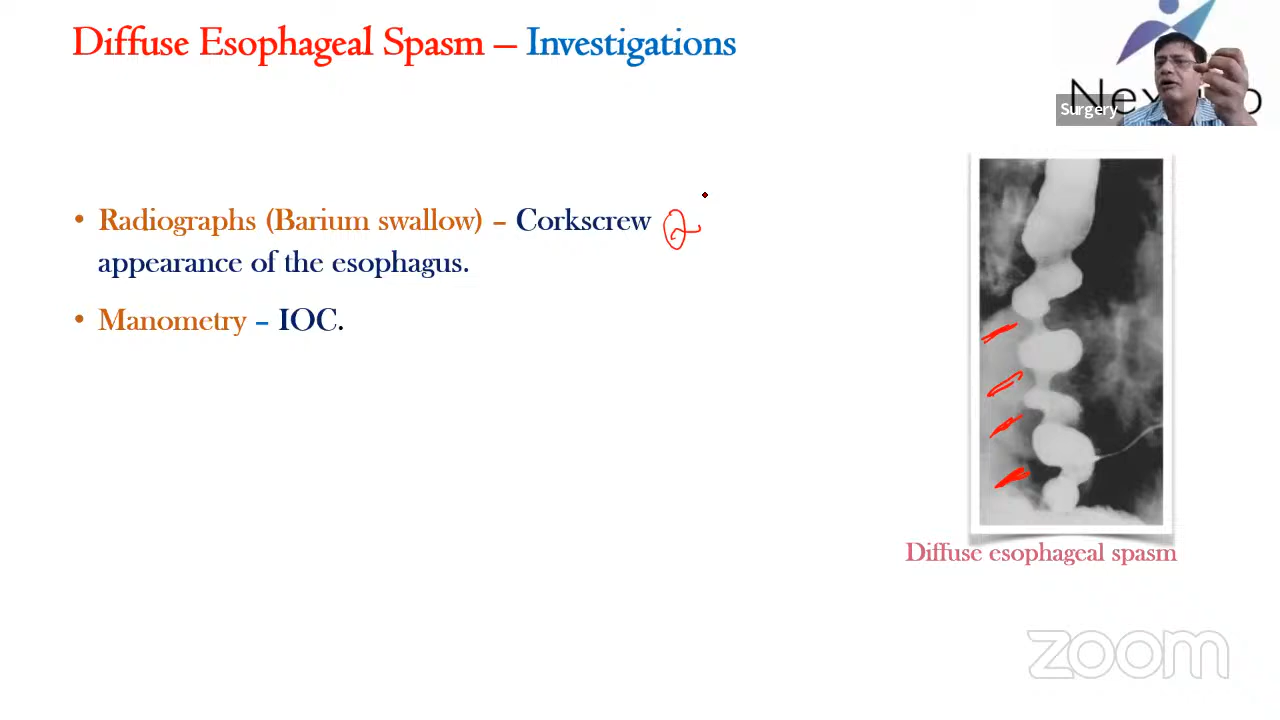 Diffuse Esophageal Spasm – Investigations
Surgery
• Radiographs (Barium swallow) – Corkscrew
appearance of the esophagus.
• Manometry – IOC.
Diffuse esophageal spasm
zoom